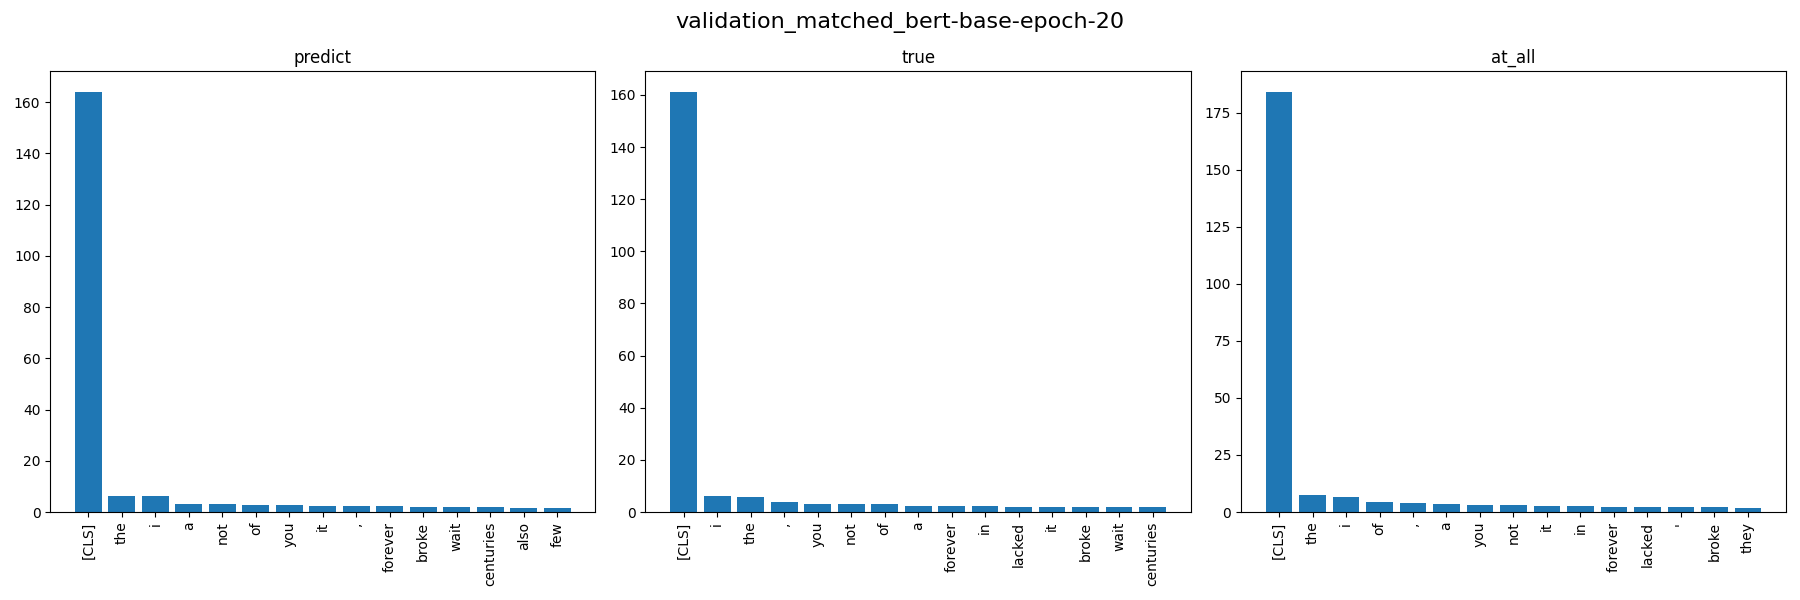 validation_matched_bert-base-epoch-20
predict
160
140
120
100
80
60
40
20
0
[CLS]
the
i
a
not
of
you
it
,
forever
broke
wait
centuries
also
few
true
160
140
120
100
80
60
40
20
0
[CLS]
i
the
,
you
not
of
a
forever
in
lacked
it
broke
wait
centuries
at_all
175
150
125
100
75
50
25
0
[CLS]
the
i
of
,
a
you
not
it
in
forever
lacked
'
broke
they